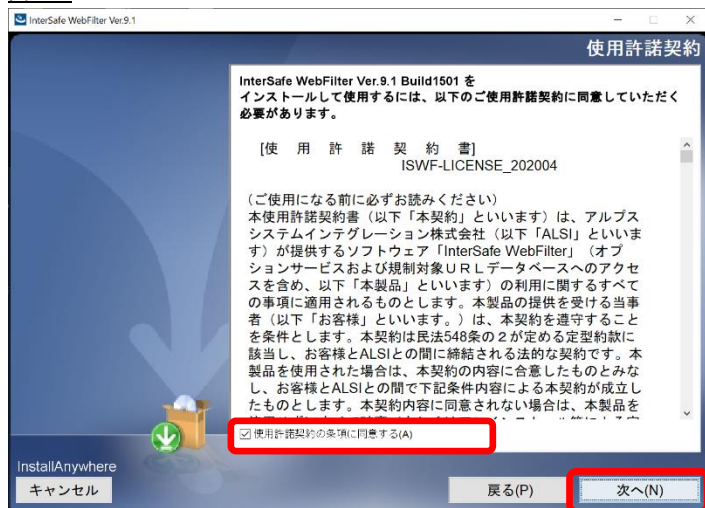 InterSafe WebFilter Ver.9.1
使用許諾契約
InterSafe WebFilter Ver.9.1 Build1501 を
インストールして使用するには、以下のご使用許諾契約に同意していただく
必要があります。
[使　用　許　諾　契　約　書]
ISWF-LICENSE_202004
（ご使用になる前に必ずお読みください）
本使用許諾契約書（以下「本契約」といいます）は、アルプス
システムインテグレーション株式会社（以下「ALSI」といいま
す）が提供するソフトウェア「InterSafe WebFilter」（オプ
ションサービスおよび規制対象ＵＲＬデータベースへのアクセ
スを含め、以下「本製品」といいます）の利用に関するすべて
の事項に適用されるものとします。本製品の提供を受ける当事
者（以下「お客様」といいます。）は、本契約を遵守すること
を条件とします。本契約は民法548条の２が定める定型約款に
該当し、お客様とALSIとの間に締結される法的な契約です。本
製品を使用された場合は、本契約の内容に合意したものとみな
し、お客様とALSIとの間で下記条件内容による本契約が成立し
たものとします。本契約内容に同意されない場合は、本製品を
使用許諾契約の条項に同意する(A)
InstallAnywhere
キャンセル
戻る(P)
次へ(N)